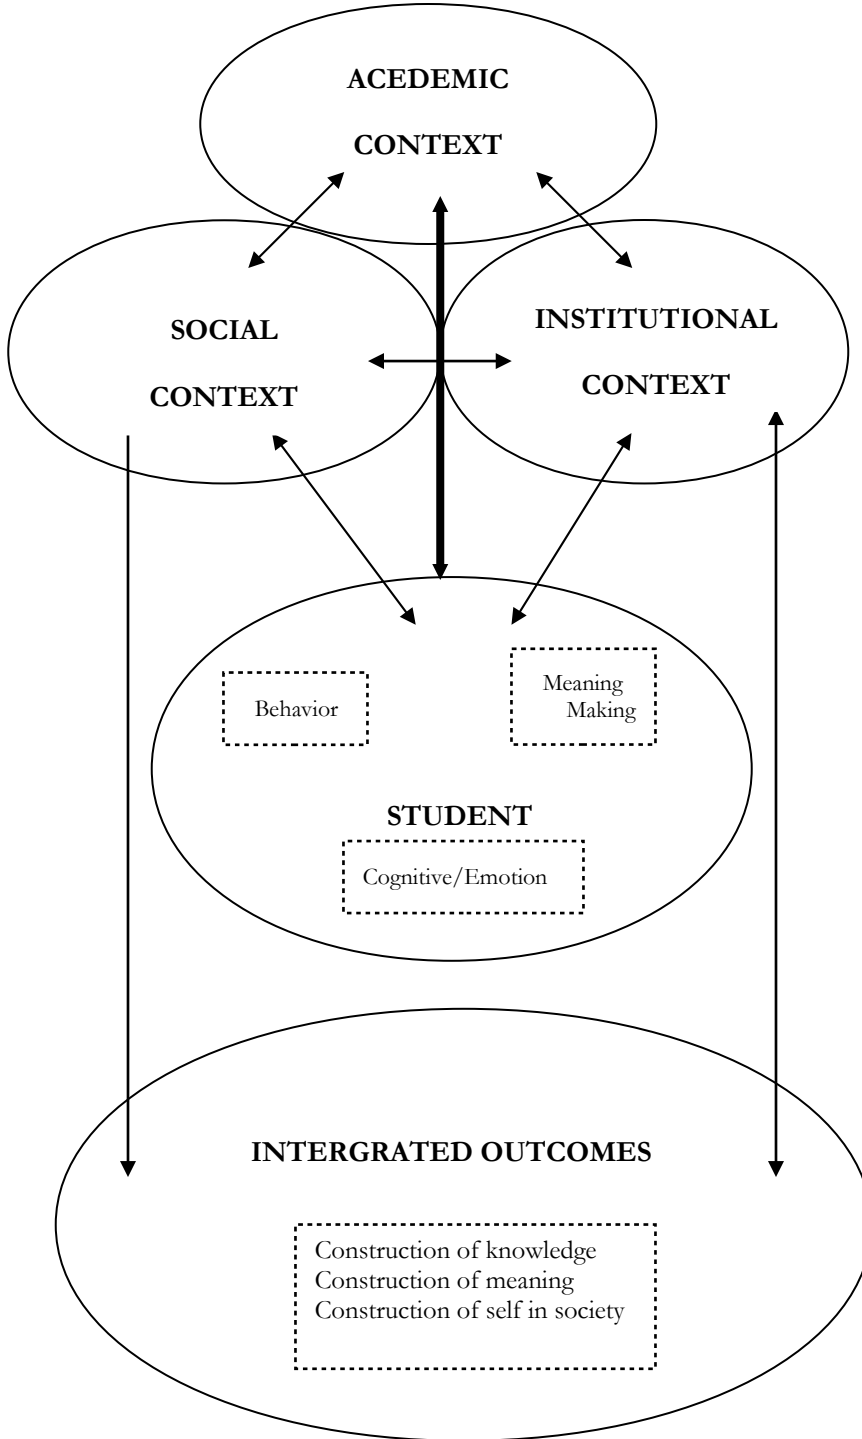 ACEDEMIC
CONTEXT
SOCIAL
CONTEXT
INSTITUTIONAL
CONTEXT
Behavior
Meaning
Making
STUDENT
Cognitive/Emotion
INTERGRATED OUTCOMES
Construction of knowledge
Construction of meaning
Construction of self in society